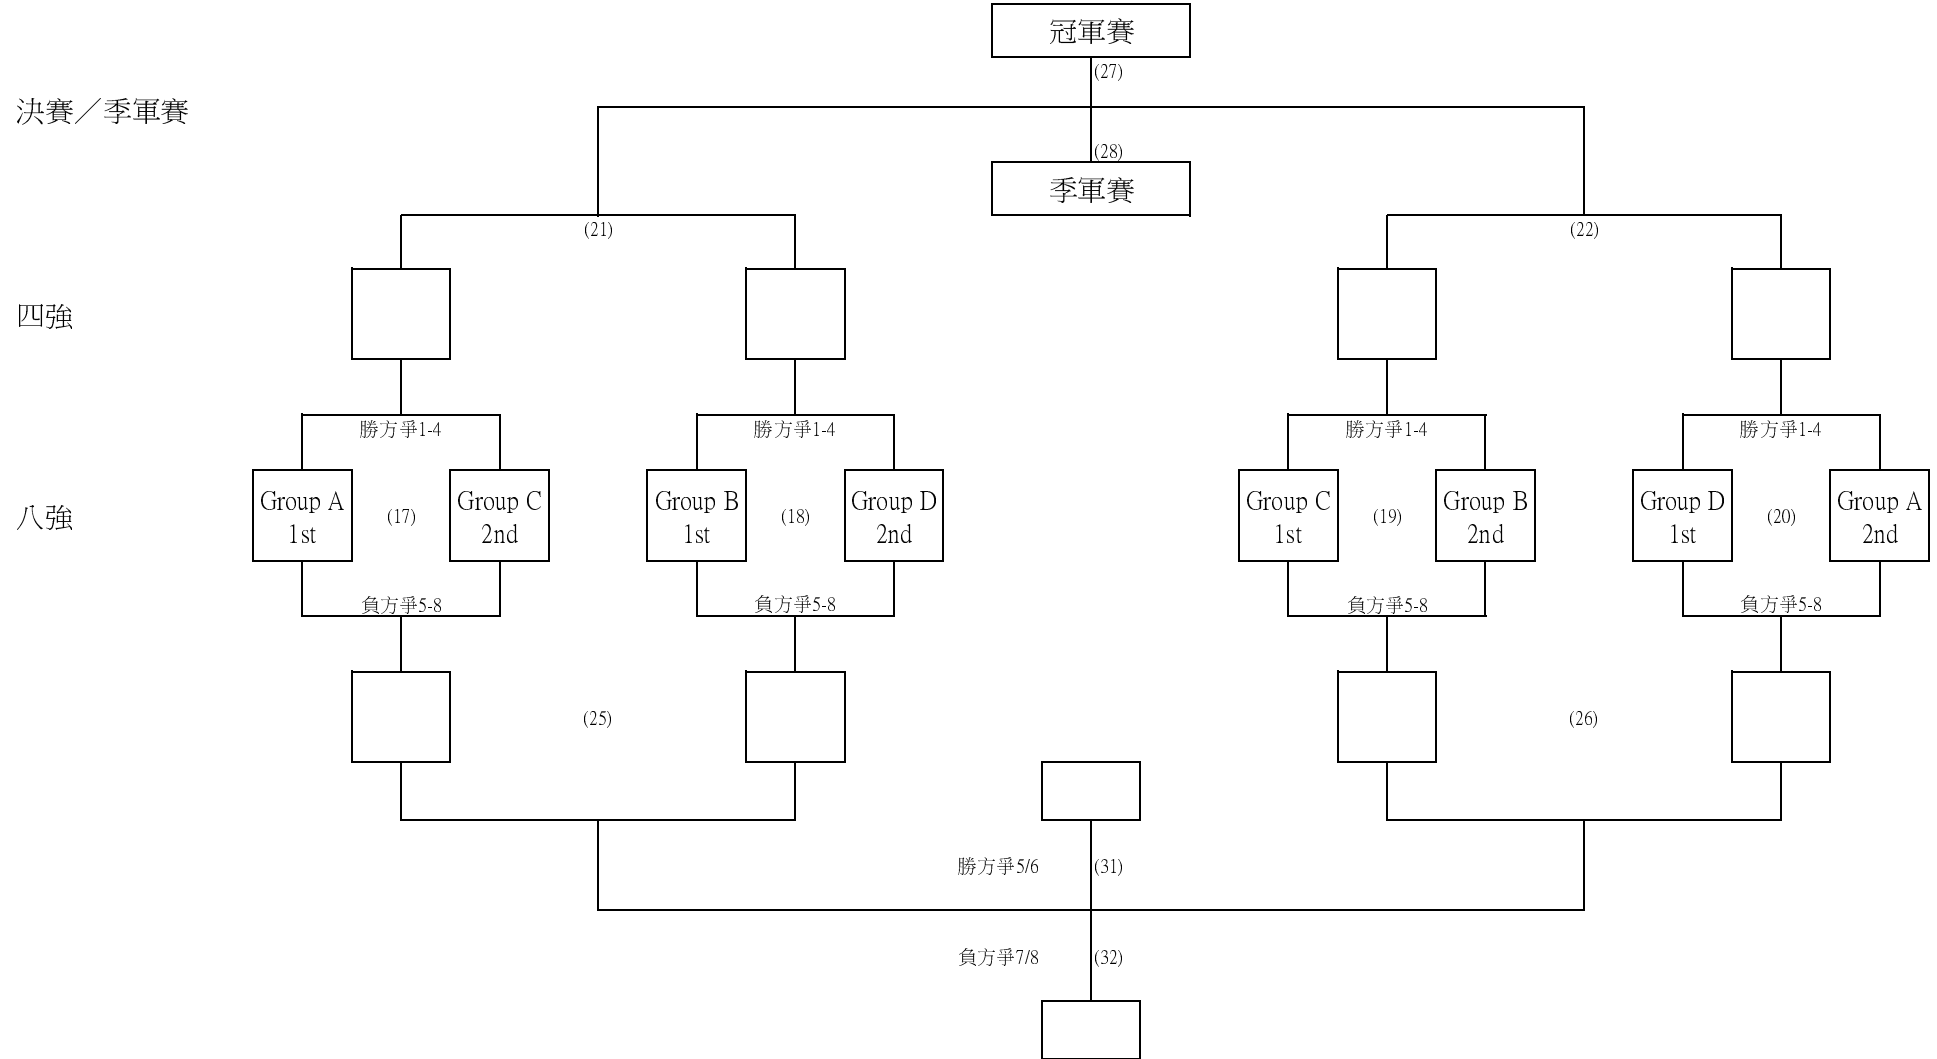 冠軍賽
(27)
決賽／季軍賽
(28)
季軍賽
(21)
(22)
四強
勝方爭1-4
勝方爭1-4
勝方爭1-4
勝方爭1-4
八強
Group A
1st
(17)
Group C
2nd
Group B
1st
(18)
Group D
2nd
Group C
1st
(19)
Group B
2nd
Group D
1st
(20)
Group A
2nd
負方爭5-8
負方爭5-8
負方爭5-8
負方爭5-8
(25)
(26)
勝方爭5/6
(31)
負方爭7/8
(32)